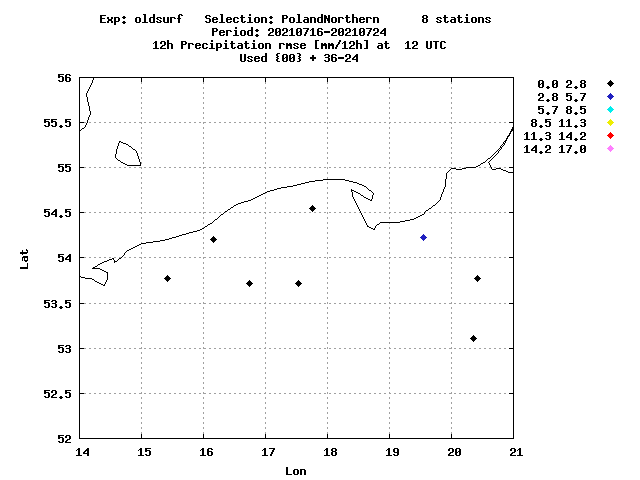 Exp: oldsurf   Selection: PolandNorthern      8 stations
Period: 20210716-20210724
12h Precipitation rmse [mm/12h] at  12 UTC
Used {00} + 36-24
0.0 2.8
2.8 5.7
5.7 8.5
8.5 11.3
11.3 14.2
14.2 17.0
56
55.5
55
54.5
54
53.5
53
52.5
52
Lat
14 15 16 17 18 19 20 21
Lon